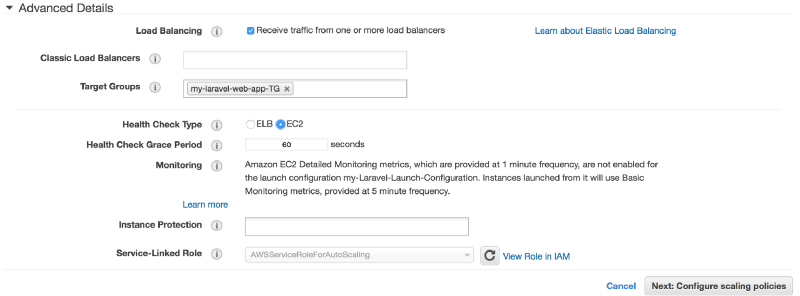 Advanced Details
Load Balancing Receive traffic from one or more load balancers Learn about Elastic Load Balancing
Classic Load Balancers
Target Groups my-laravel-web-app-TG ×
Health Check Type ELB EC2
Health Check Grace Period 60 seconds
Monitoring Amazon EC2 Detailed Monitoring metrics, which are provided at 1 minute frequency, are not enabled for
the launch configuration my-Laravel-Launch-Configuration. Instances launched from it will use Basic
Monitoring metrics, provided at 5 minute frequency.
Learn more
Instance Protection
Service-Linked Role AWSServiceRoleForAutoScaling View Role in IAM
Cancel Next: Configure scaling policies